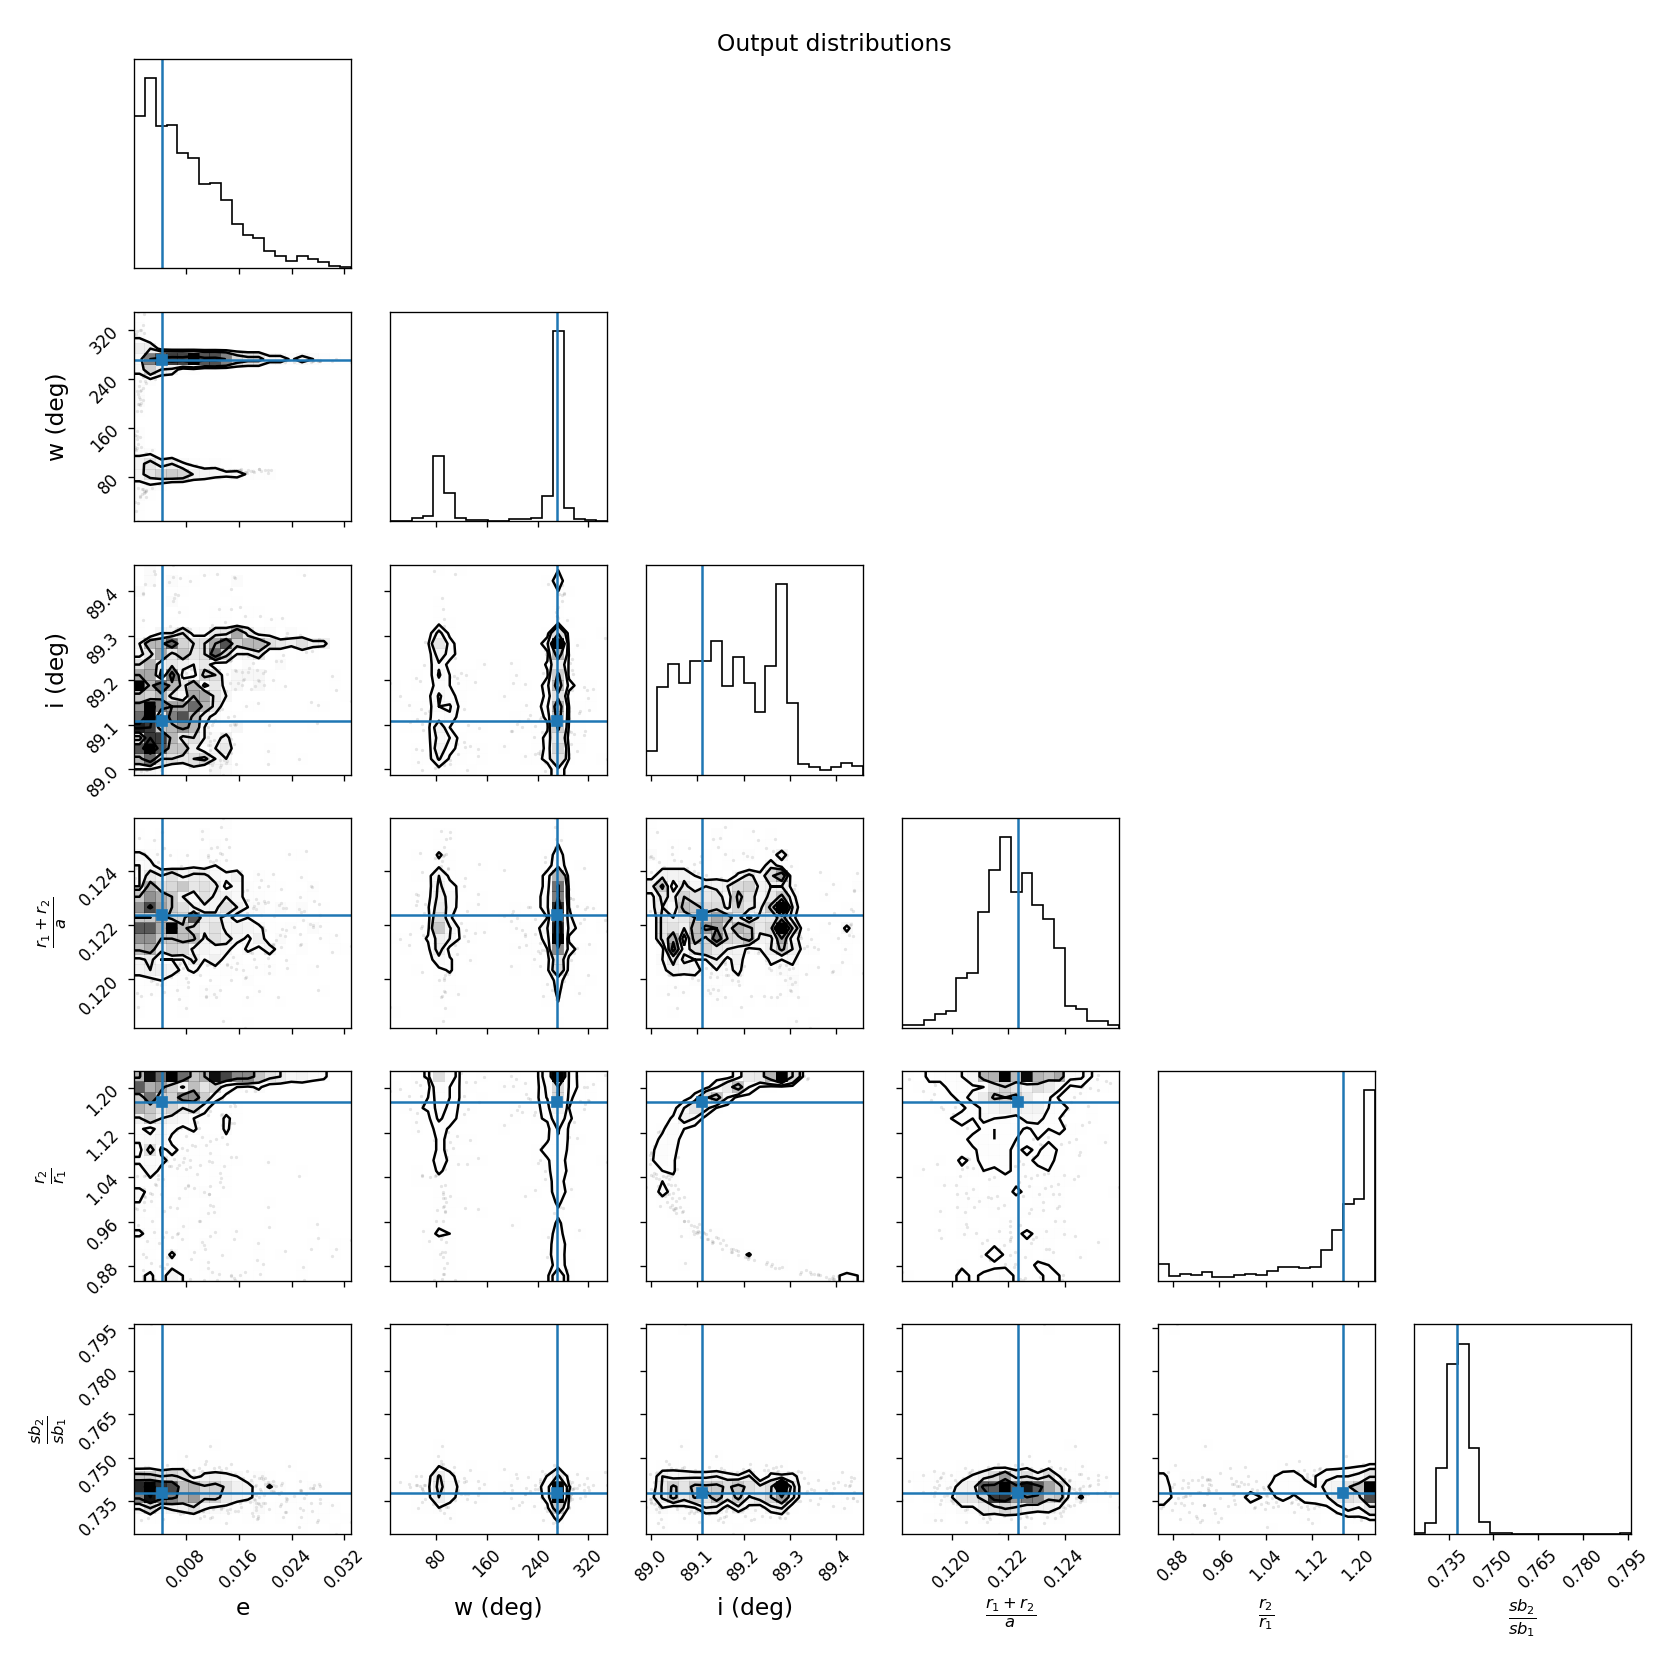 Output distributions
w (deg)
320
240
160
80
i (deg)
89.4
89.3
89.2
89.1
89.0
r₁ + r₂
a
0.124
0.122
0.120
r₂
r₁
1.20
1.12
1.04
0.96
0.88
sb₂
sb₁
0.795
0.780
0.765
0.750
0.735
0.008 0.016 0.024 0.032
80 160 240 320
89.0 89.1 89.2 89.3 89.4
0.120 0.122 0.124
0.88 0.96 1.04 1.12 1.20
0.735 0.750 0.765 0.780 0.795
e
w (deg)
i (deg)
r₁ + r₂
a
r₂
r₁
sb₂
sb₁